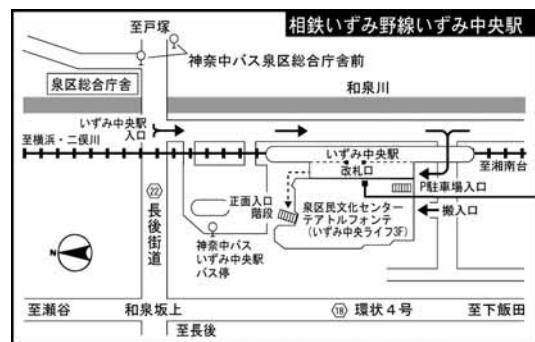 相鉄いずみ野線いずみ中央駅
至戸塚
神奈中バス泉区総合庁舎前
泉区総合庁舎
和泉川
いずみ中央駅
入口
至横浜・二俣川
いずみ中央駅
至湘南台
改札口
P駐車場入口
22
長後街道
正面入口
階段
泉区民文化センター
テアトルフォンテ
(いずみ中央ライフ3F)
搬入口
神奈中バス
いずみ中央駅
バス停
N
至瀬谷
和泉坂上
18
環状4号
至下飯田
至長後